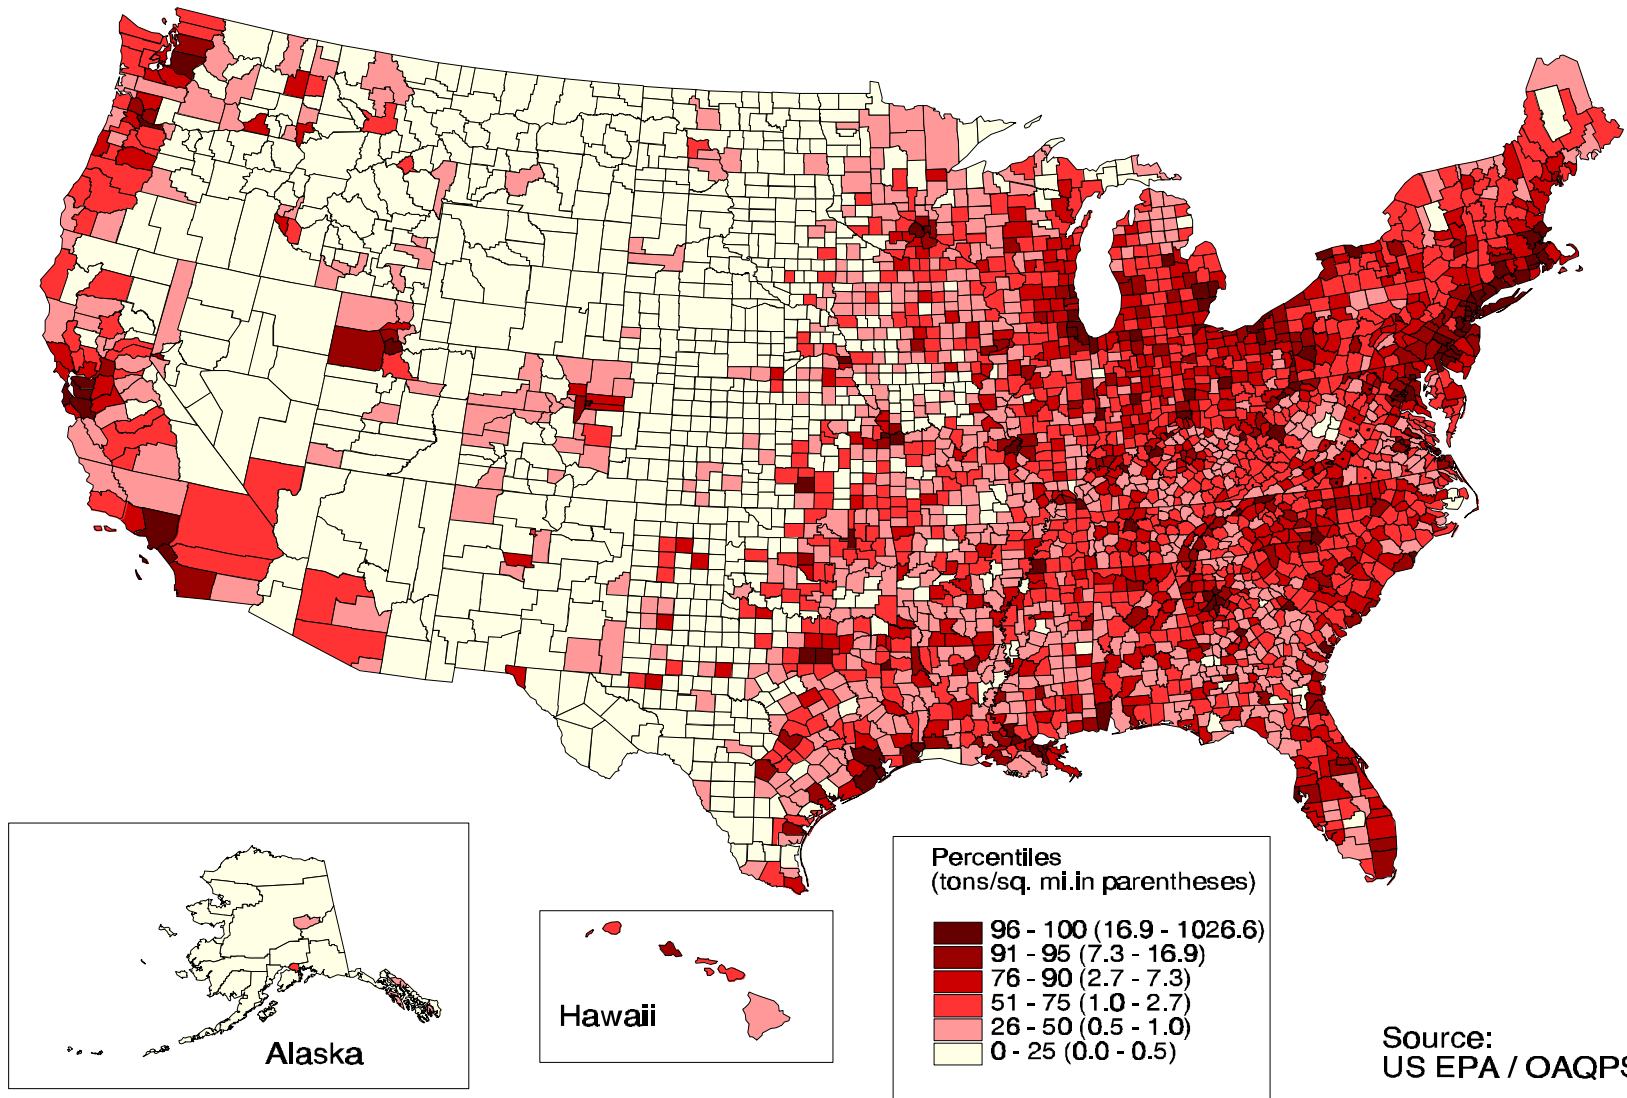 Percentiles
(tons/sq. mi.in parentheses)
96 - 100 (16.9 - 1026.6)
91 - 95 (7.3 - 16.9)
76 - 90 (2.7 - 7.3)
51 - 75 (1.0 - 2.7)
26 - 50 (0.5 - 1.0)
0 - 25 (0.0 - 0.5)
Hawaii
Alaska
Source:
US EPA / OAQPS